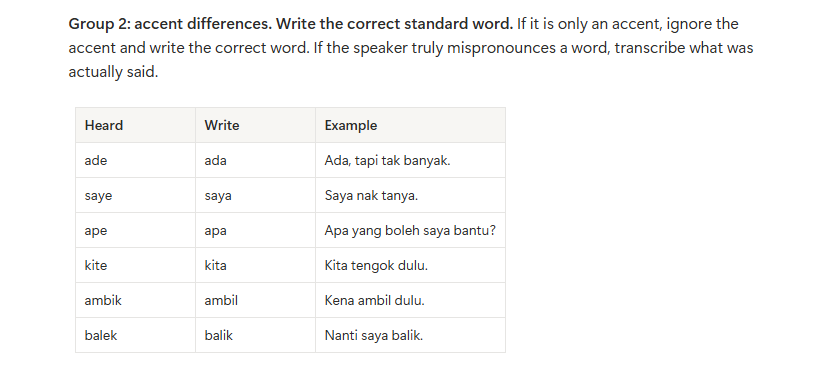 Group 2: accent differences. Write the correct standard word. If it is only an accent, ignore the
accent and write the correct word. If the speaker truly mispronounces a word, transcribe what was
actually said.
Heard Write Example
ade ada Ada, tapi tak banyak.
saye saya Saya nak tanya.
ape apa Apa yang boleh saya bantu?
kite kita Kita tengok dulu.
ambik ambil Kena ambil dulu.
balek balik Nanti saya balik.